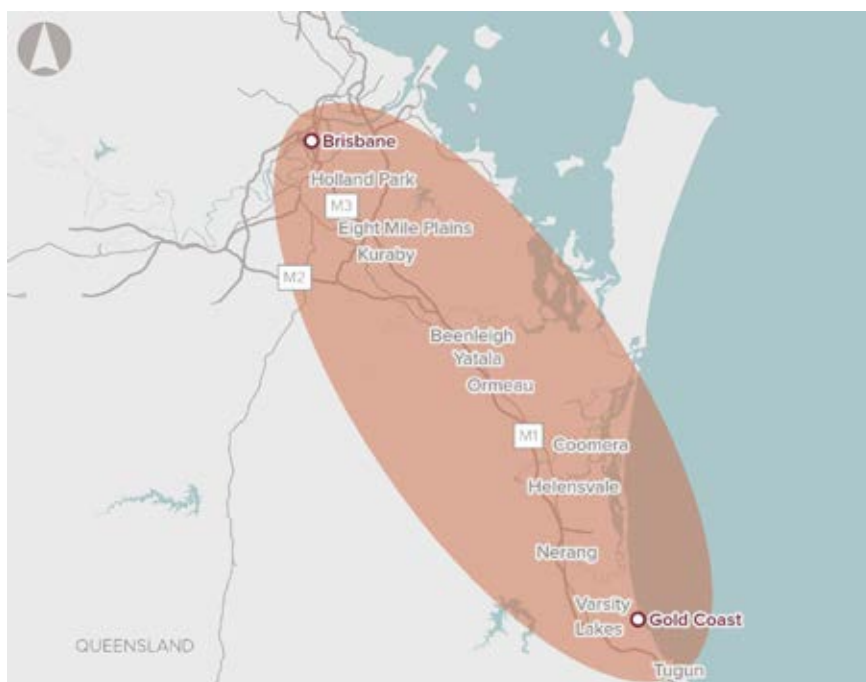 Brisbane
Holland Park
M3
Eight Mile Plains
Kuraby
M2
Beenleigh
Yatala
Ormeau
M1
Coomera
Helensvale
Nerang
Varsity
Lakes
Gold Coast
QUEENSLAND
Tugun